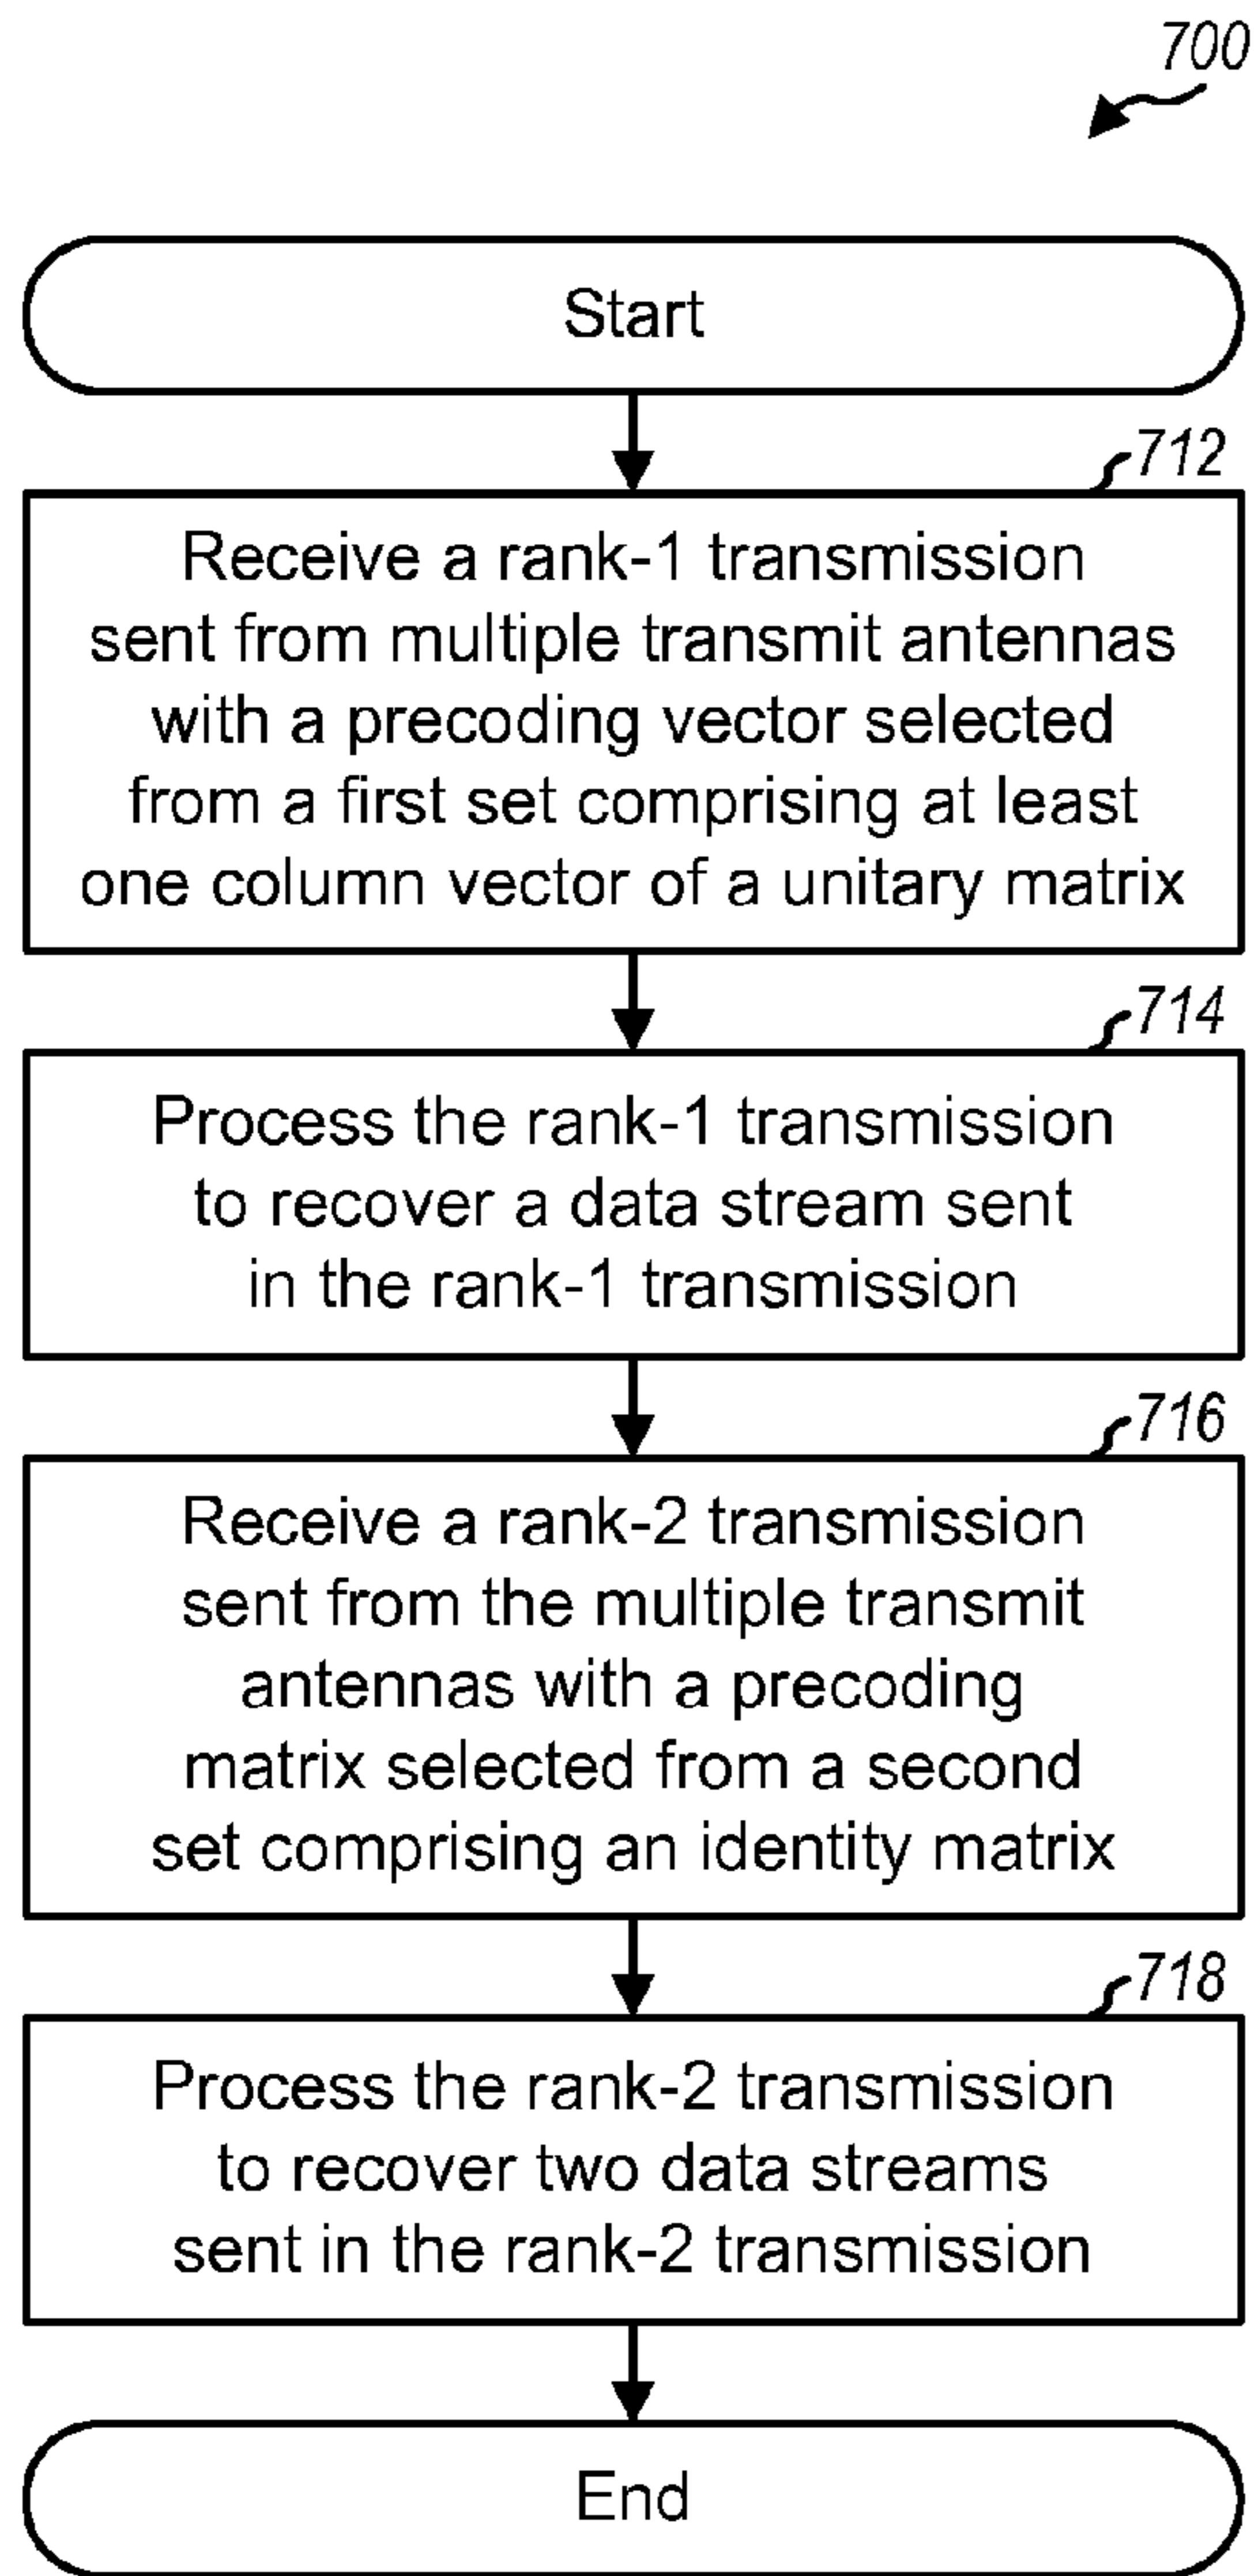 700
Start
712
Receive a rank-1 transmission
sent from multiple transmit antennas
with a precoding vector selected
from a first set comprising at least
one column vector of a unitary matrix
714
Process the rank-1 transmission
to recover a data stream sent
in the rank-1 transmission
716
Receive a rank-2 transmission
sent from the multiple transmit
antennas with a precoding
matrix selected from a second
set comprising an identity matrix
718
Process the rank-2 transmission
to recover two data streams
sent in the rank-2 transmission
End